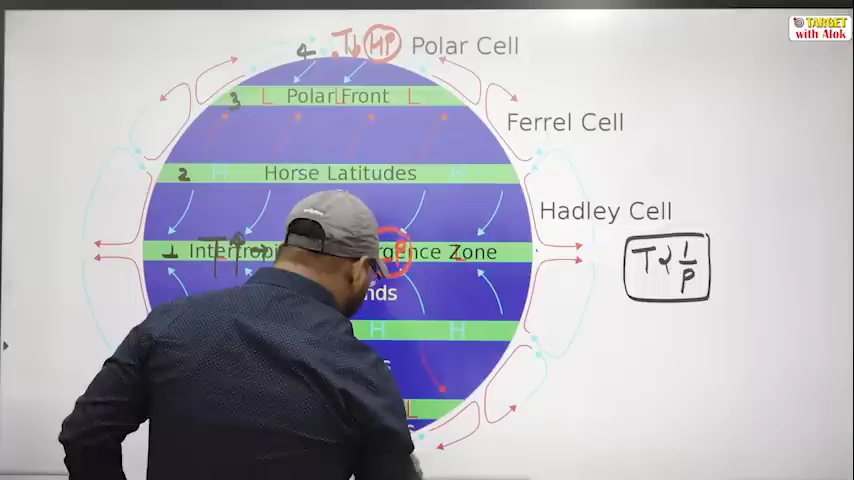 TARGET
with Alok
4 T↓ HP Polar Cell
3 L Polar Front L L
Ferrel Cell
2 H Horse Latitudes H
Hadley Cell
1 T↑ → P Zone L
T α 1/P
H H
L